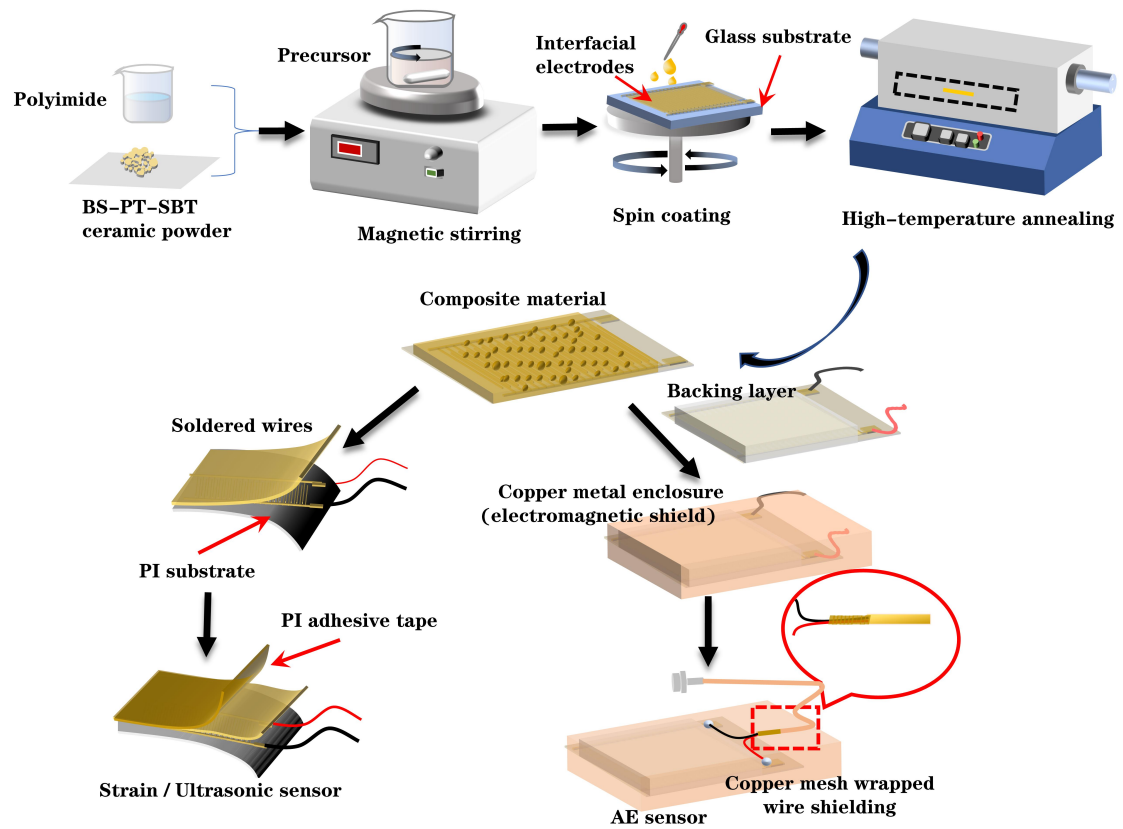 Polyimide
BS-PT-SBT
ceramic powder
Precursor
Magnetic stirring
Interfacial
electrodes
Glass substrate
Spin coating
High-temperature annealing
Composite material
Backing layer
Soldered wires
PI substrate
Copper metal enclosure
(electromagnetic shield)
PI adhesive tape
Strain / Ultrasonic sensor
Copper mesh wrapped
wire shielding
AE sensor